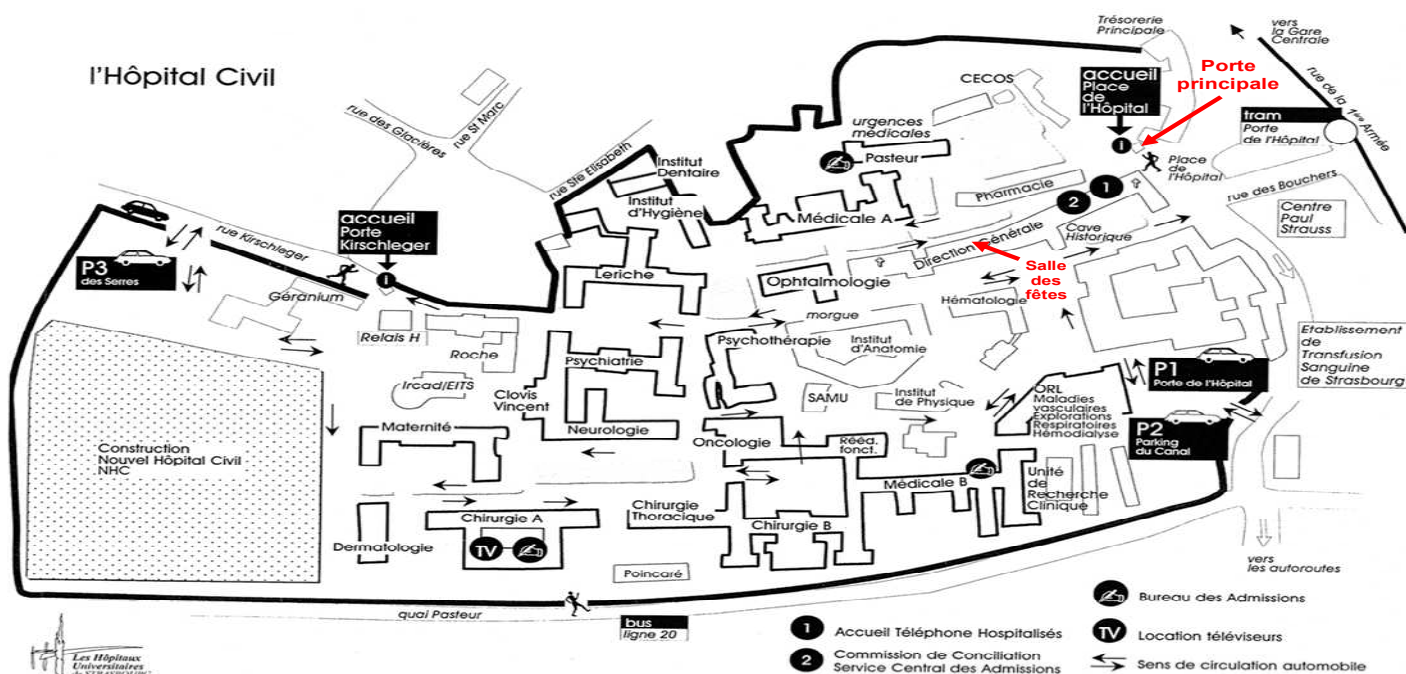 l'Hôpital Civil
Trésorerie
Principale
vers
la Gare
Centrale
rue de la 1ère Armée
Porte
principale
accueil
Place
de
l'Hôpital
CECOS
tram
Porte
de l'Hôpital
i
Place
de
l'Hôpital
rue des Bouchers
Centre
Paul
Strauss
urgences
médicales
Pasteur
Pharmacie
1
2
Médicale A
Direction Générale
Cave
Historique
Salle
des
fêtes
rue des Glacières
rue St Marc
rue Ste Elisabeth
Institut
Dentaire
Institut
d'Hygiène
Leriche
Ophtalmologie
Hématologie
accueil
Porte
Kirschleger
i
rue Kirschleger
P3
des Serres
Géranium
Relais H
Roche
Ircad/EITS
morgue
Psychothérapie
Institut
d'Anatomie
Psychiatrie
Clovis
Vincent
Neurologie
Maternité
SAMU
Institut
de Physique
Oncologie
Rééd.
fonct.
ORL
Maladies
vasculaires
Explorations
Respiratoires
Hémodialyse
P1
Porte de l'Hôpital
P2
Parking
du Canal
Etablissement
de
Transfusion
Sanguine
de Strasbourg
Construction
Nouvel Hôpital Civil
NHC
Médicale B
Unité
de
Recherche
Clinique
Chirurgie A
TV
Chirurgie
Thoracique
Chirurgie B
Dermatologie
Poincaré
quai Pasteur
bus
ligne 20
vers
les autoroutes
Bureau des Admissions
1 Accueil Téléphone Hospitalisés
TV Location téléviseurs
2 Commission de Conciliation
Service Central des Admissions
Sens de circulation automobile
Les Hôpitaux
Universitaires
de STRASBOURG